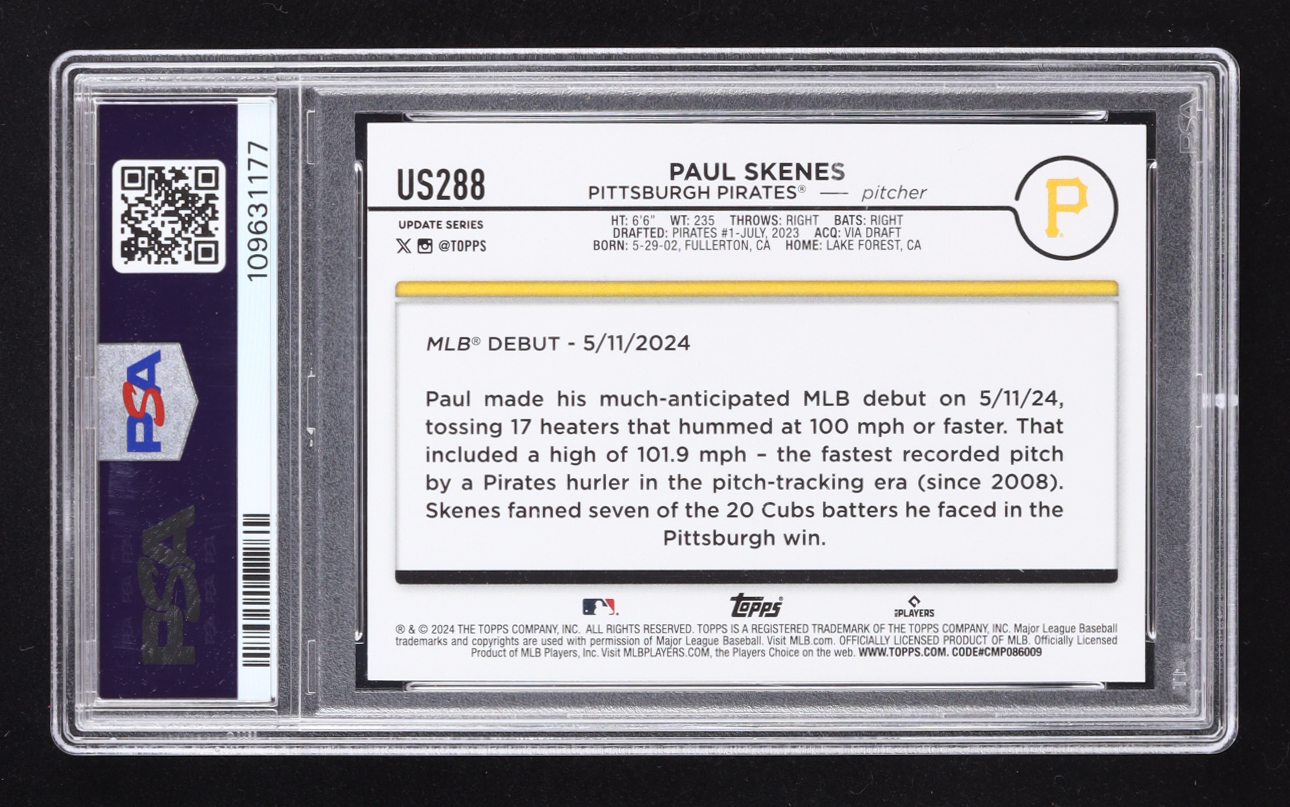 US288
PAUL SKENES
PITTSBURGH PIRATES® — pitcher
P
UPDATE SERIES
@TOPPS
HT: 6'6" WT: 235 THROWS: RIGHT BATS: RIGHT
DRAFTED: PIRATES #1-JULY, 2023 ACQ: VIA DRAFT
BORN: 5-29-02, FULLERTON, CA HOME: LAKE FOREST, CA
MLB® DEBUT - 5/11/2024
Paul made his much-anticipated MLB debut on 5/11/24,
tossing 17 heaters that hummed at 100 mph or faster. That
included a high of 101.9 mph – the fastest recorded pitch
by a Pirates hurler in the pitch-tracking era (since 2008).
Skenes fanned seven of the 20 Cubs batters he faced in the
Pittsburgh win.
Topps®
PLAYERS
® & © 2024 THE TOPPS COMPANY, INC. ALL RIGHTS RESERVED. TOPPS IS A REGISTERED TRADEMARK OF THE TOPPS COMPANY, INC. Major League Baseball
trademarks and copyrights are used with permission of Major League Baseball. Visit MLB.com. OFFICIALLY LICENSED PRODUCT OF MLB. Officially Licensed
Product of MLB Players, Inc. Visit MLBPLAYERS.COM, the Players Choice on the web. WWW.TOPPS.COM. CODE#CMP086009
109631177
PSA
PSA